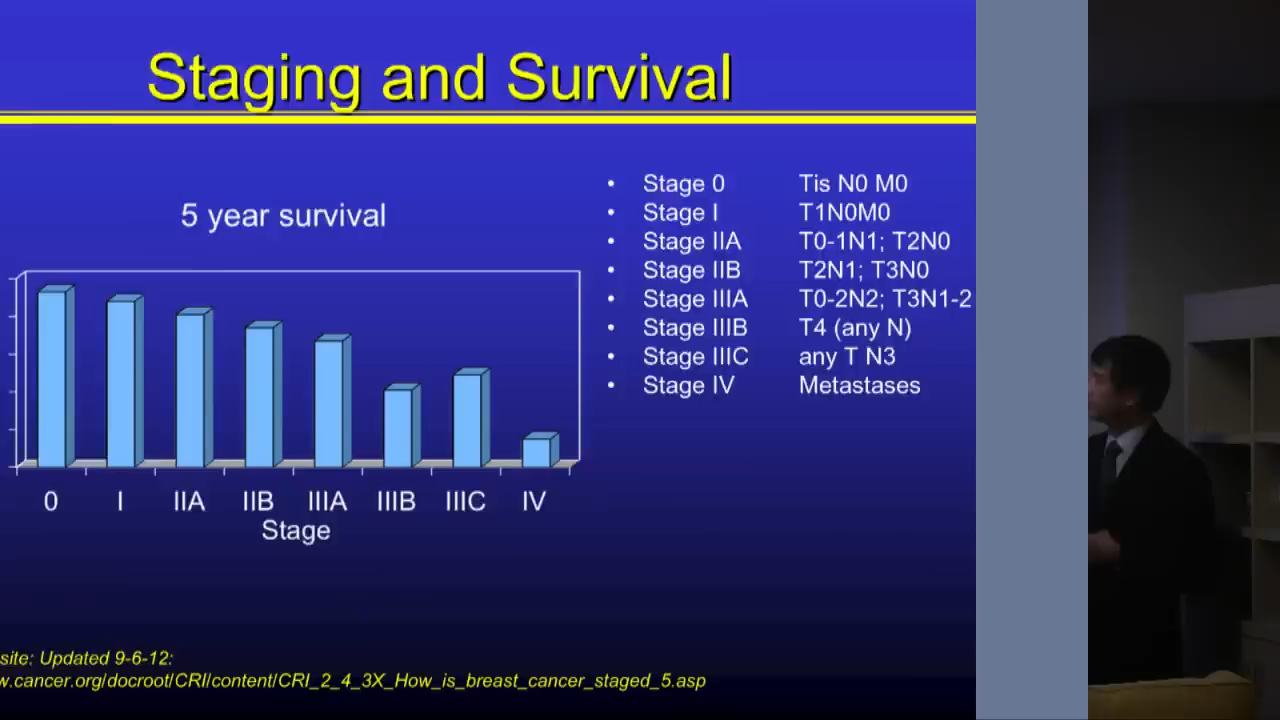 Staging and Survival
5 year survival
0 I IIA IIB IIIA IIIB IIIC IV
Stage
• Stage 0 Tis N0 M0
• Stage I T1N0M0
• Stage IIA T0-1N1; T2N0
• Stage IIB T2N1; T3N0
• Stage IIIA T0-2N2; T3N1-2
• Stage IIIB T4 (any N)
• Stage IIIC any T N3
• Stage IV Metastases
site: Updated 9-6-12:
w.cancer.org/docroot/CRI/content/CRI_2_4_3X_How_is_breast_cancer_staged_5.asp